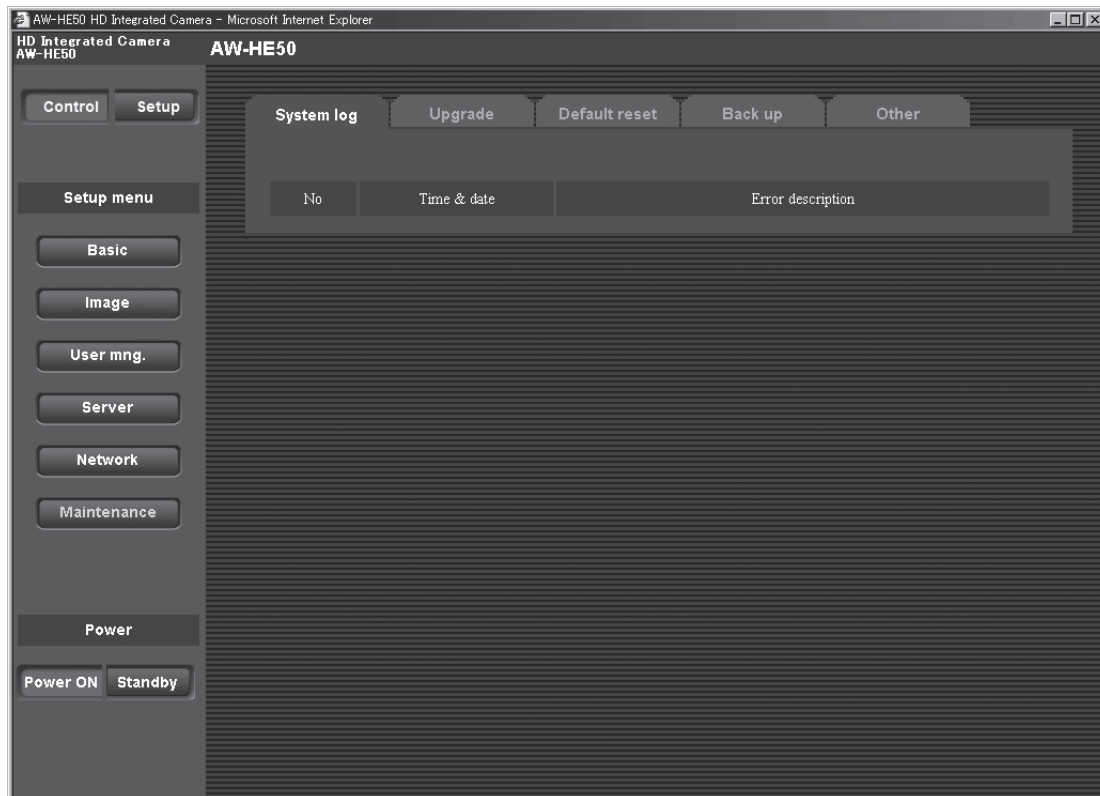 AW-HE50 HD Integrated Camera - Microsoft Internet Explorer
HD Integrated Camera
AW-HE50
AW-HE50
Control Setup
System log Upgrade Default reset Back up Other
Setup menu
No Time & date Error description
Basic
Image
User mng.
Server
Network
Maintenance
Power
Power ON Standby